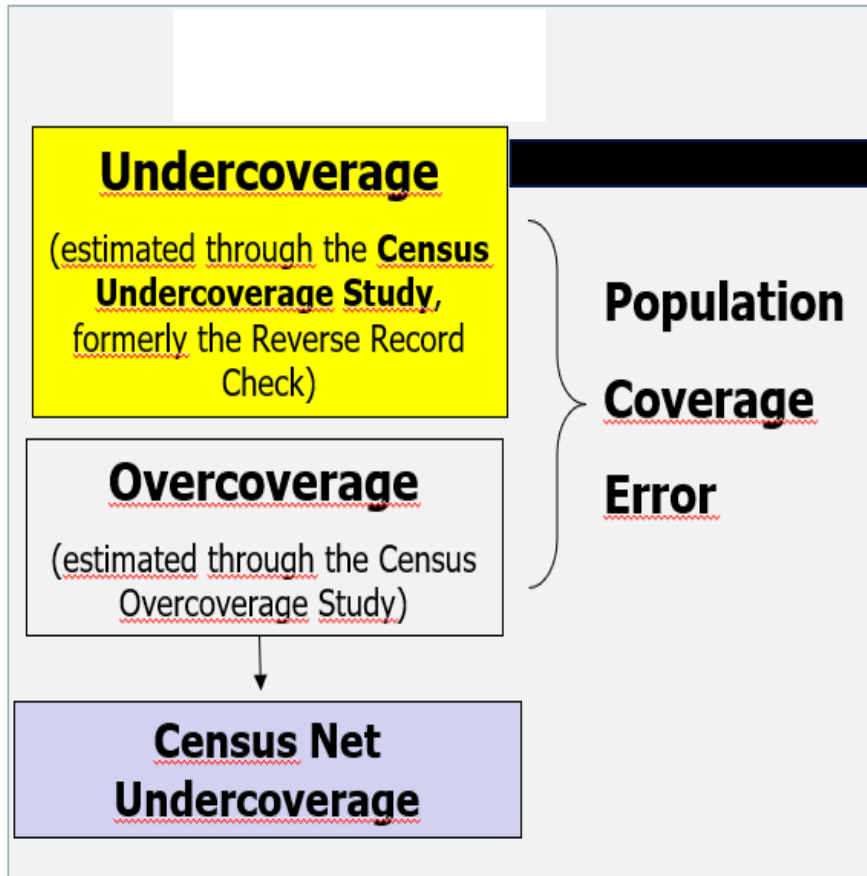 Undercoverage
(estimated through the Census
Undercoverage Study,
formerly the Reverse Record
Check)
Population
Coverage
Error
Overcoverage
(estimated through the Census
Overcoverage Study)
Census Net
Undercoverage